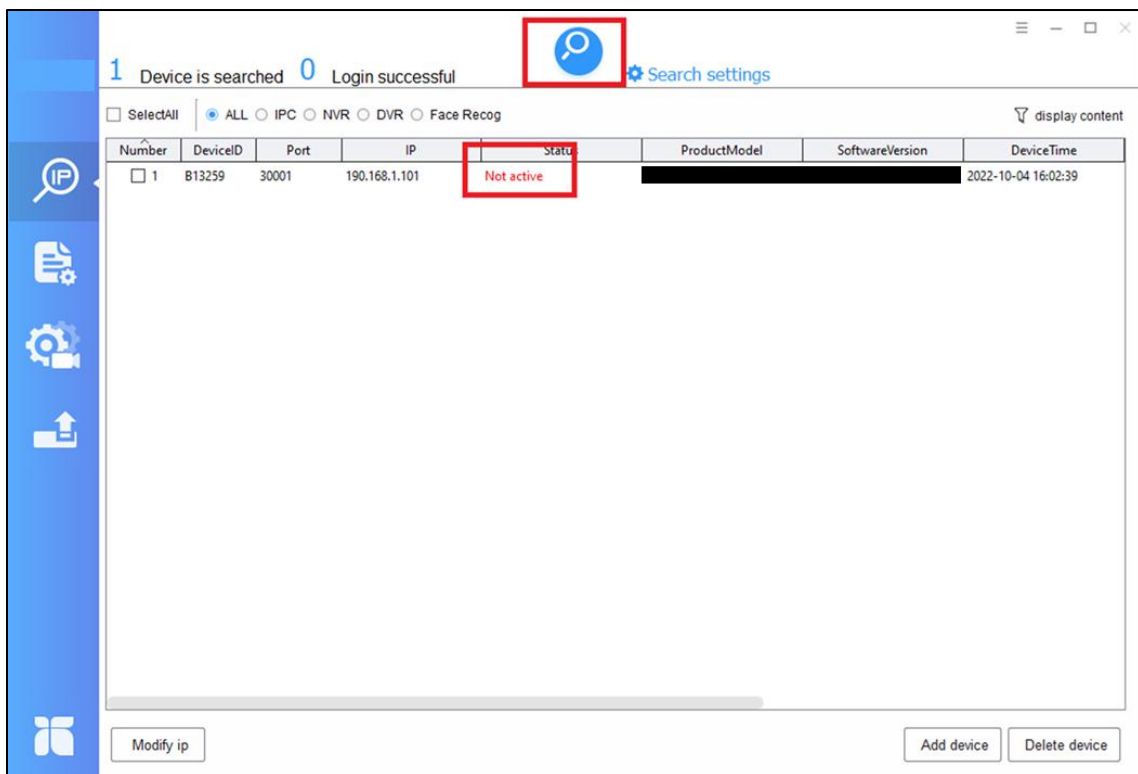 1 Device is searched 0 Login successful Search settings
SelectAll ALL IPC NVR DVR Face Recog display content
Number DeviceID Port IP Status ProductModel SoftwareVersion DeviceTime
IP 1 B13259 30001 190.168.1.101 Not active 2022-10-04 16:02:39
Modify ip Add device Delete device